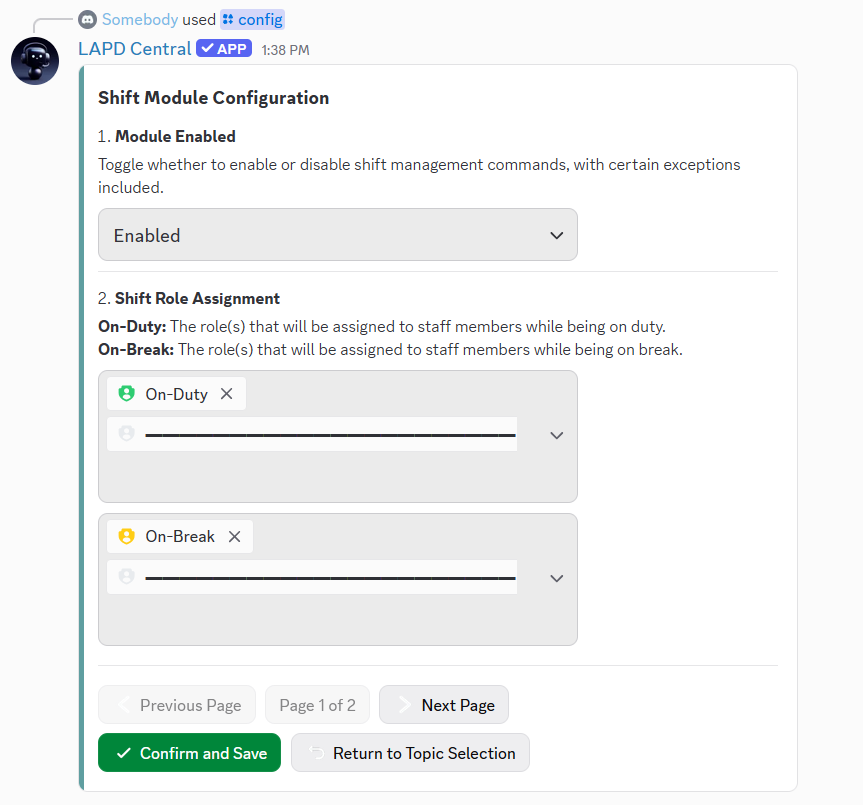 Somebody used config
LAPD Central APP 1:38 PM
Shift Module Configuration
1. Module Enabled
Toggle whether to enable or disable shift management commands, with certain exceptions
included.
Enabled
2. Shift Role Assignment
On-Duty: The role(s) that will be assigned to staff members while being on duty.
On-Break: The role(s) that will be assigned to staff members while being on break.
On-Duty
On-Break
Previous Page Page 1 of 2 Next Page
Confirm and Save Return to Topic Selection